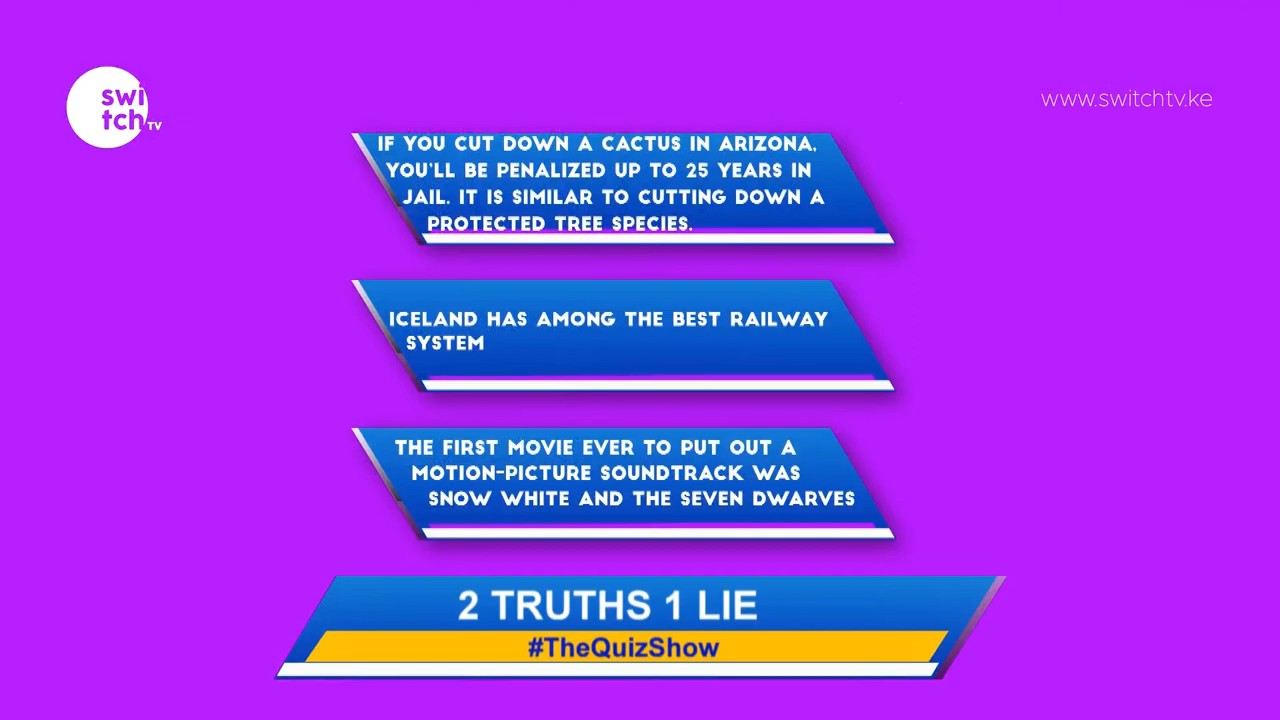 swi
tch TV
www.switchtv.ke
IF YOU CUT DOWN A CACTUS IN ARIZONA,
YOU'LL BE PENALIZED UP TO 25 YEARS IN
JAIL. IT IS SIMILAR TO CUTTING DOWN A
PROTECTED TREE SPECIES.
ICELAND HAS AMONG THE BEST RAILWAY
SYSTEM
THE FIRST MOVIE EVER TO PUT OUT A
MOTION-PICTURE SOUNDTRACK WAS
SNOW WHITE AND THE SEVEN DWARVES
2 TRUTHS 1 LIE
#TheQuizShow